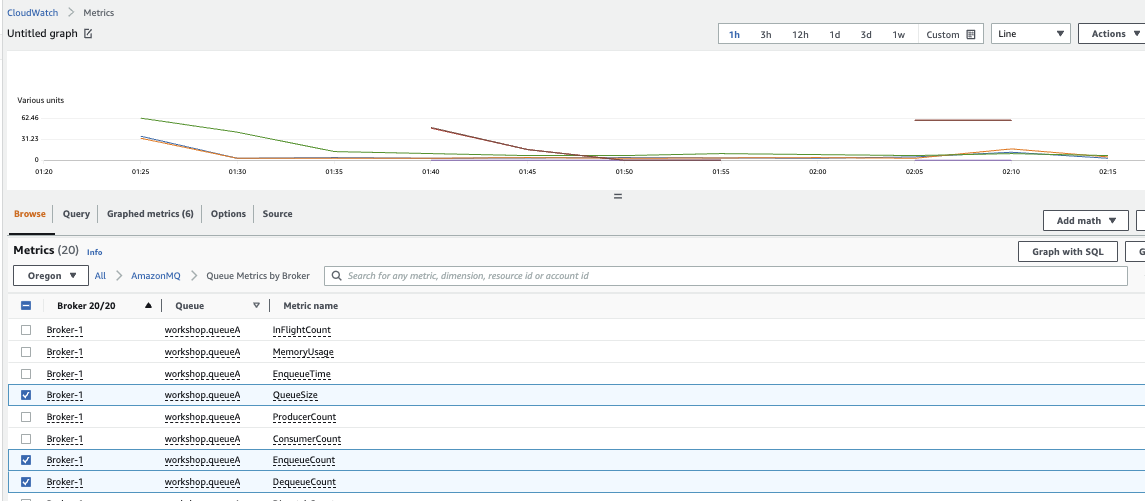 CloudWatch > Metrics
Untitled graph
1h 3h 12h 1d 3d 1w Custom Line Actions
Various units
62.46
31.23
0
01:20 01:25 01:30 01:35 01:40 01:45 01:50 01:55 02:00 02:05 02:10 02:15
Browse Query Graphed metrics (6) Options Source
Add math
Metrics (20) Info
Graph with SQL G
Oregon All > AmazonMQ > Queue Metrics by Broker Search for any metric, dimension, resource id or account id
Broker 20/20 Queue Metric name
Broker-1 workshop.queueA InFlightCount
Broker-1 workshop.queueA MemoryUsage
Broker-1 workshop.queueA EnqueueTime
Broker-1 workshop.queueA QueueSize
Broker-1 workshop.queueA ProducerCount
Broker-1 workshop.queueA ConsumerCount
Broker-1 workshop.queueA EnqueueCount
Broker-1 workshop.queueA DequeueCount